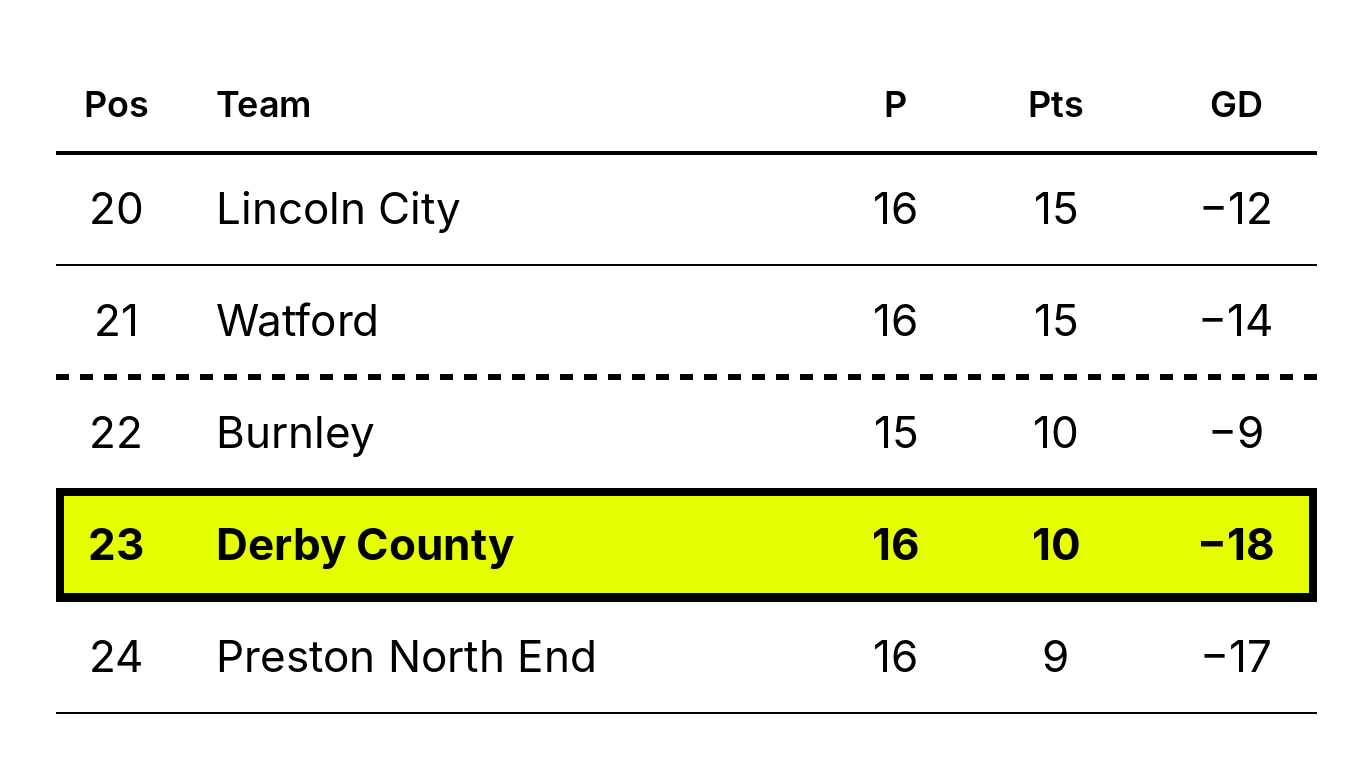 Pos Team P Pts GD
20 Lincoln City 16 15 −12
21 Watford 16 15 −14
22 Burnley 15 10 −9
23 Derby County 16 10 −18
24 Preston North End 16 9 −17